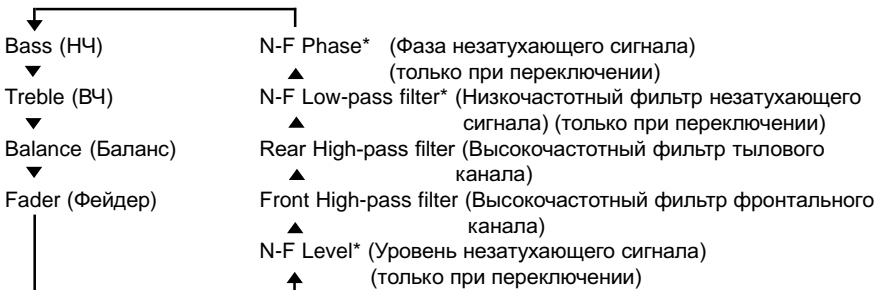 Bass (НЧ)
Treble (ВЧ)
Balance (Баланс)
Fader (Фейдер)
N-F Phase* (Фаза незатухающего сигнала)
(только при переключении)
N-F Low-pass filter* (Низкочастотный фильтр незатухающего
сигнала) (только при переключении)
Rear High-pass filter (Высокочастотный фильтр тылового
канала)
Front High-pass filter (Высокочастотный фильтр фронтального
канала)
N-F Level* (Уровень незатухающего сигнала)
(только при переключении)